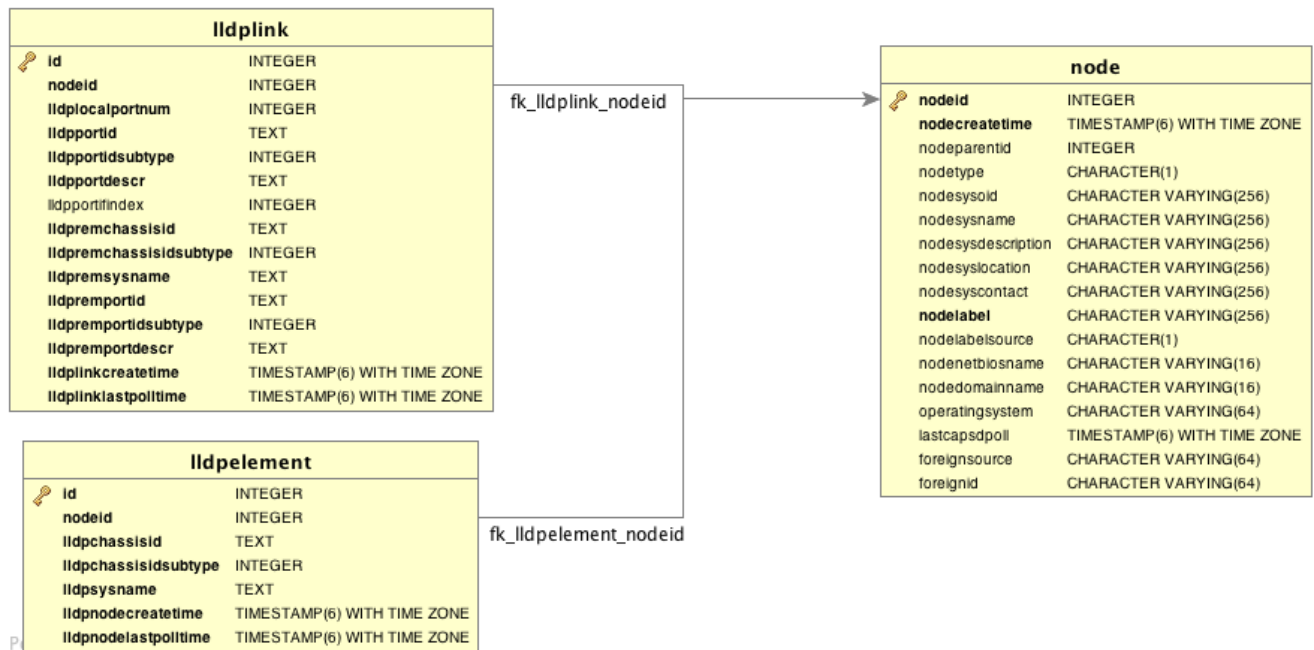 lldplink
id INTEGER
nodeid INTEGER
lldplocalportnum INTEGER
lldpportid TEXT
lldpportidsubtype INTEGER
lldpportdescr TEXT
lldpportifindex INTEGER
lldpremchassisid TEXT
lldpremchassisidsubtype INTEGER
lldpremsysname TEXT
lldpremportid TEXT
lldpremportidsubtype INTEGER
lldpremportdescr TEXT
lldplinkcreatetime TIMESTAMP(6) WITH TIME ZONE
lldplinklastpolltime TIMESTAMP(6) WITH TIME ZONE
fk_lldplink_nodeid
node
nodeid INTEGER
nodecreatetime TIMESTAMP(6) WITH TIME ZONE
nodeparentid INTEGER
nodetype CHARACTER(1)
nodesysoid CHARACTER VARYING(256)
nodesysname CHARACTER VARYING(256)
nodesysdescription CHARACTER VARYING(256)
nodesyslocation CHARACTER VARYING(256)
nodesyscontact CHARACTER VARYING(256)
nodelabel CHARACTER VARYING(256)
nodelabelsource CHARACTER(1)
nodenetbiosname CHARACTER VARYING(16)
nodedomainname CHARACTER VARYING(16)
operatingsystem CHARACTER VARYING(64)
lastcapsdpoll TIMESTAMP(6) WITH TIME ZONE
foreignsource CHARACTER VARYING(64)
foreignid CHARACTER VARYING(64)
lldpelement
id INTEGER
nodeid INTEGER
lldpchassisid TEXT
lldpchassisidsubtype INTEGER
lldpsysname TEXT
lldpnodecreatetime TIMESTAMP(6) WITH TIME ZONE
lldpnodelastpolltime TIMESTAMP(6) WITH TIME ZONE
fk_lldpelement_nodeid